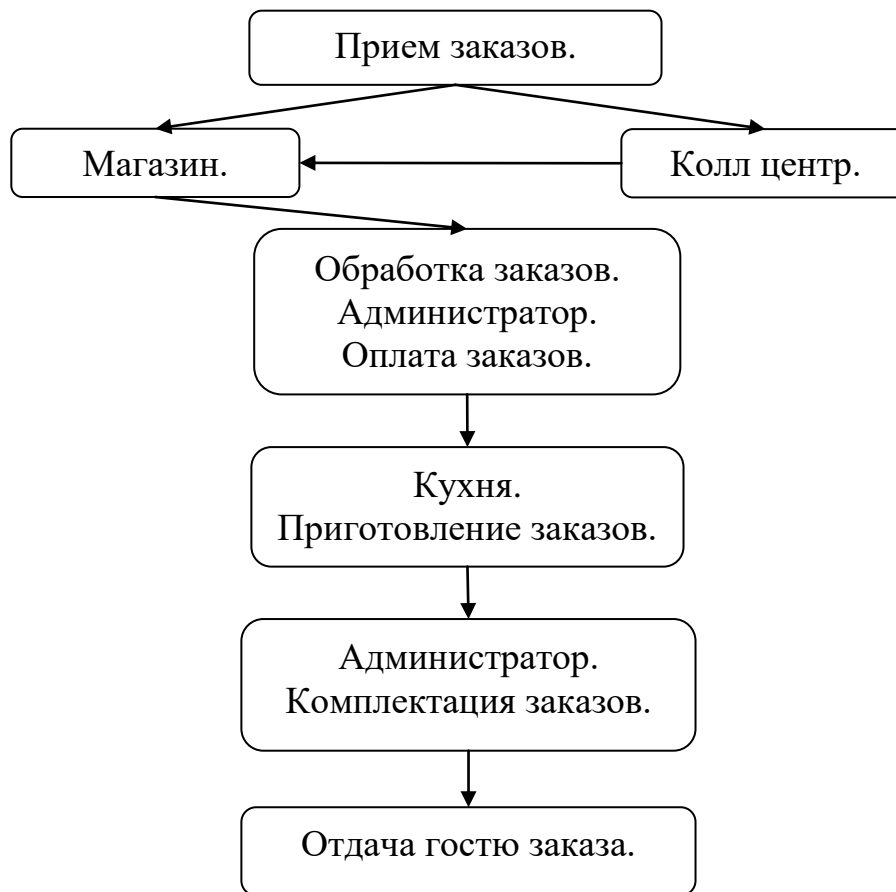 Прием заказов.
Магазин.
Колл центр.
Обработка заказов.
Администратор.
Оплата заказов.
Кухня.
Приготовление заказов.
Администратор.
Комплектация заказов.
Отдача гостю заказа.